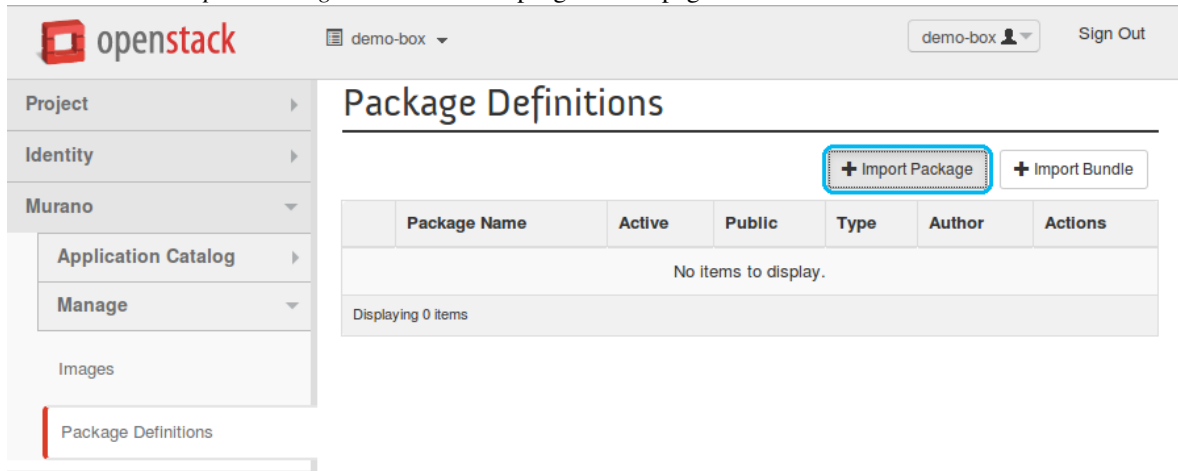 openstack demo-box demo-box Sign Out
Project
Package Definitions
Identity
Import Package Import Bundle
Murano
Package Name Active Public Type Author Actions
Application Catalog
No items to display.
Manage
Displaying 0 items
Images
Package Definitions